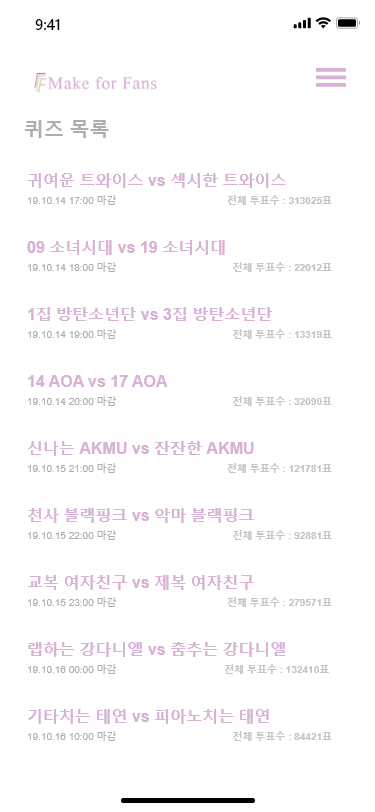 9:41
Make for Fans
퀴즈 목록
귀여운 트와이스 vs 섹시한 트와이스
19.10.14 17:00 마감 전체 투표수 : 313025표
09 소녀시대 vs 19 소녀시대
19.10.14 18:00 마감 전체 투표수 : 22012표
1집 방탄소년단 vs 3집 방탄소년단
19.10.14 19:00 마감 전체 투표수 : 13319표
14 AOA vs 17 AOA
19.10.14 20:00 마감 전체 투표수 : 32090표
신나는 AKMU vs 잔잔한 AKMU
19.10.15 21:00 마감 전체 투표수 : 121781표
천사 블랙핑크 vs 악마 블랙핑크
19.10.15 22:00 마감 전체 투표수 : 92881표
교복 여자친구 vs 제복 여자친구
19.10.15 23:00 마감 전체 투표수 : 279571표
랩하는 강다니엘 vs 춤추는 강다니엘
19.10.16 00:00 마감 전체 투표수 : 132410표
기타치는 태연 vs 피아노치는 태연
19.10.16 10:00 마감 전체 투표수 : 84421표